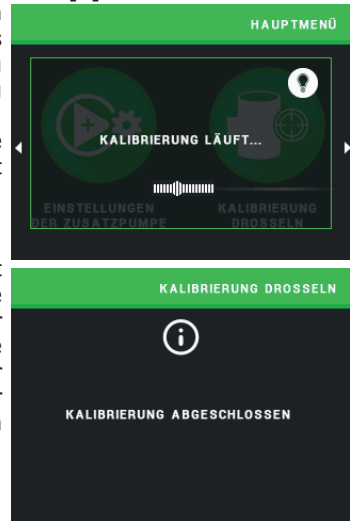 HAUPTMENÜ
KALIBRIERUNG LÄUFT...
EINSTELLUNGEN KALIBRIERUNG
DER ZUSATZPUMPE DROSSELN
KALIBRIERUNG DROSSELN
KALIBRIERUNG ABGESCHLOSSEN